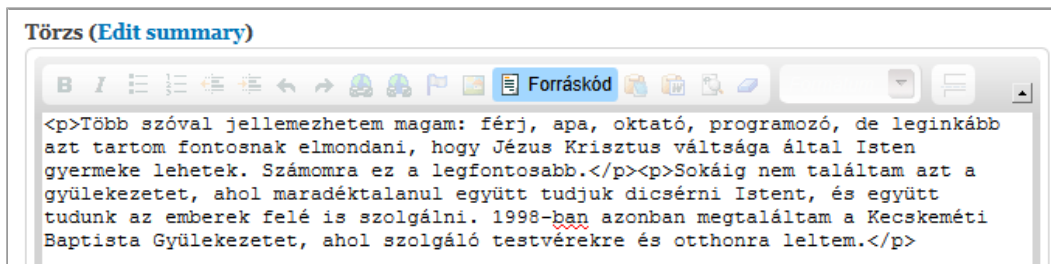 Törzs (Edit summary)
B I Forráskód
<p>Több szóval jellemezhetem magam: férj, apa, oktató, programozó, de leginkább
azt tartom fontosnak elmondani, hogy Jézus Krisztus váltsága által Isten
gyermeke lehetek. Számomra ez a legfontosabb.</p><p>Sokáig nem találtam azt a
gyülekezetet, ahol maradéktalanul együtt tudjuk dicsérni Istent, és együtt
tudunk az emberek felé is szolgálni. 1998-ban azonban megtaláltam a Kecskeméti
Baptista Gyülekezetet, ahol szolgáló testvérekre és otthonra leltem.</p>